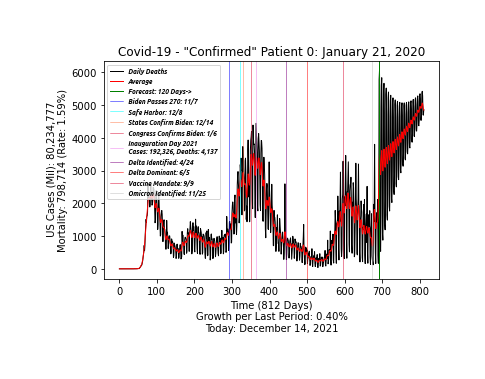 Covid-19 - "Confirmed" Patient 0: January 21, 2020
US Cases (Mil): 80,234,777
Mortality: 798,714 (Rate: 1.59%)
6000
5000
4000
3000
2000
1000
0
Daily Deaths
Average
Forecast: 120 Days->
Biden Passes 270: 11/7
Safe Harbor: 12/8
States Confirm Biden: 12/14
Congress Confirms Biden: 1/6
Inauguration Day 2021
Cases: 192,326, Deaths: 4,137
Delta Identified: 4/24
Delta Dominant: 6/5
Vaccine Mandate: 9/9
Omicron Identified: 11/25
0 100 200 300 400 500 600 700 800
Time (812 Days)
Growth per Last Period: 0.40%
Today: December 14, 2021